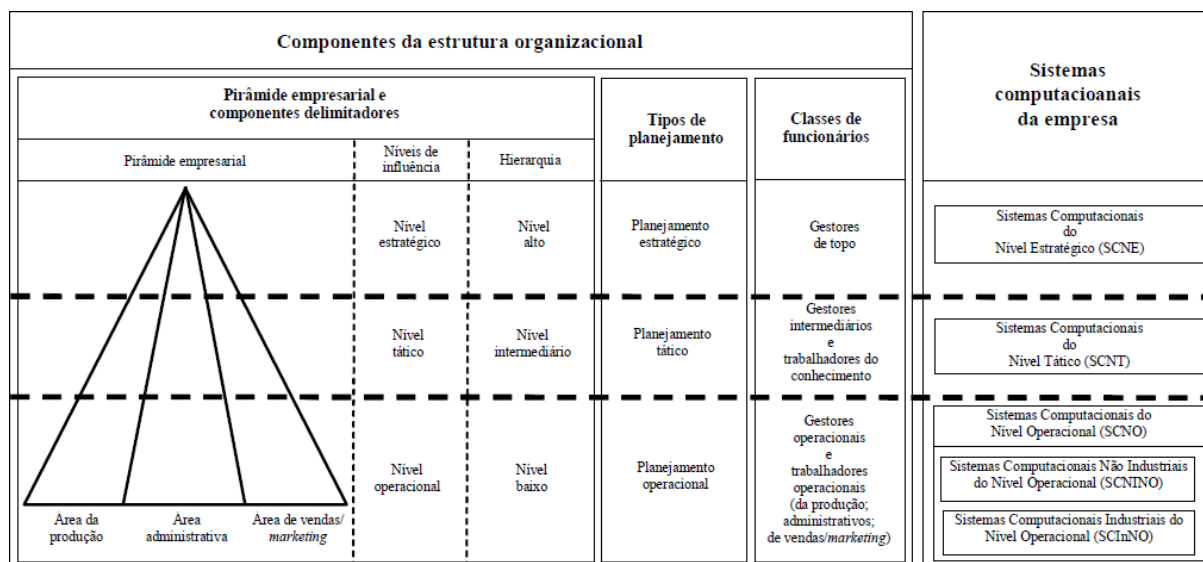 Componentes da estrutura organizacional
Sistemas
computacioanais
da empresa
Pirâmide empresarial e
componentes delimitadores
Tipos de
planejamento
Classes de
funcionários
Pirâmide empresarial
Níveis de
influência
Hierarquia
Nível
estratégico
Nível
alto
Planejamento
estratégico
Gestores
de topo
Sistemas Computacionais
do
Nível Estratégico (SCNE)
Nível
tático
Nível
intermediário
Planejamento
tático
Gestores
intermediários
e
trabalhadores do
conhecimento
Sistemas Computacionais
do
Nível Tático (SCNT)
Nível
operacional
Nível
baixo
Planejamento
operacional
Gestores
operacionais
e
trabalhadores
operacionais
(da produção;
administrativos;
de vendas/marketing)
Sistemas Computacionais do
Nível Operacional (SCNO)
Sistemas Computacionais Não Industriais
do Nível Operacional (SCNINO)
Sistemas Computacionais Industriais do
Nível Operacional (SCInNO)
Área da
produção
Área
administrativa
Área de vendas/
marketing